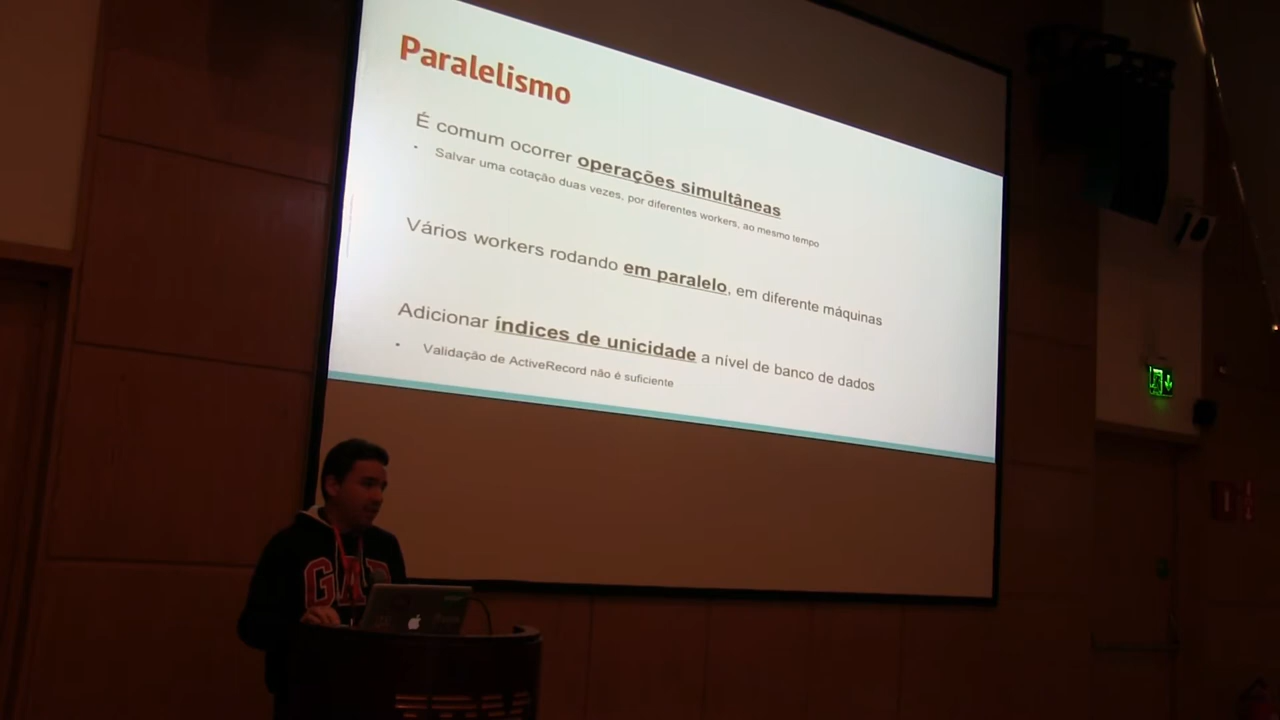 Paralelismo
É comum ocorrer operações simultâneas
• Salvar uma cotação duas vezes, por diferentes workers, ao mesmo tempo
Vários workers rodando em paralelo, em diferente máquinas
Adicionar índices de unicidade a nível de banco de dados
• Validação de ActiveRecord não é suficiente
GAP